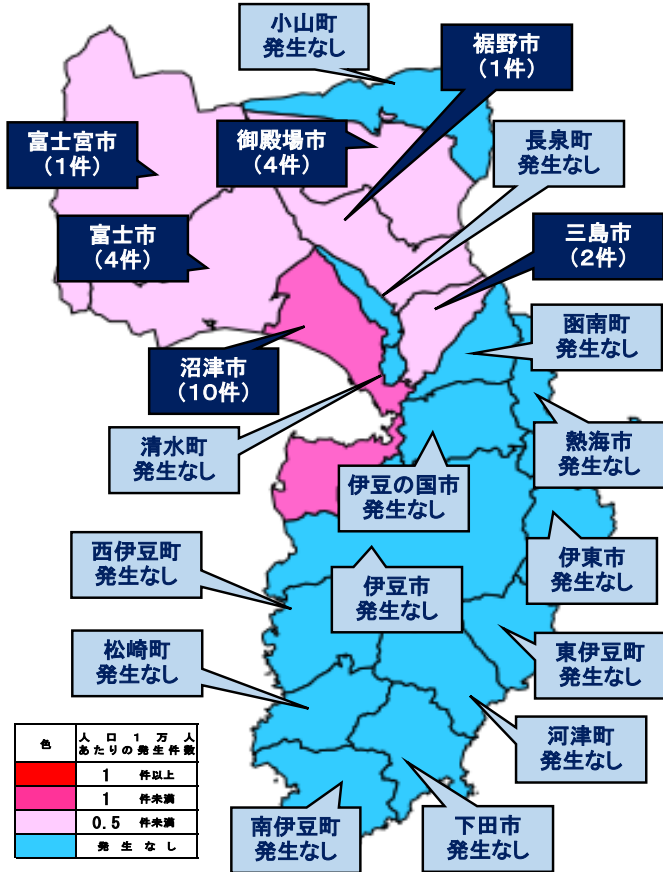 小山町
発生なし
裾野市
（1件）
富士宮市
（1件）
御殿場市
（4件）
長泉町
発生なし
富士市
（4件）
三島市
（2件）
函南町
発生なし
沼津市
（10件）
清水町
発生なし
熱海市
発生なし
伊豆の国市
発生なし
西伊豆町
発生なし
伊豆市
発生なし
伊東市
発生なし
松崎町
発生なし
東伊豆町
発生なし
河津町
発生なし
南伊豆町
発生なし
下田市
発生なし
色
人口1万人
あたりの発生件数
1 件以上
1 件未満
0.5 件未満
発生なし